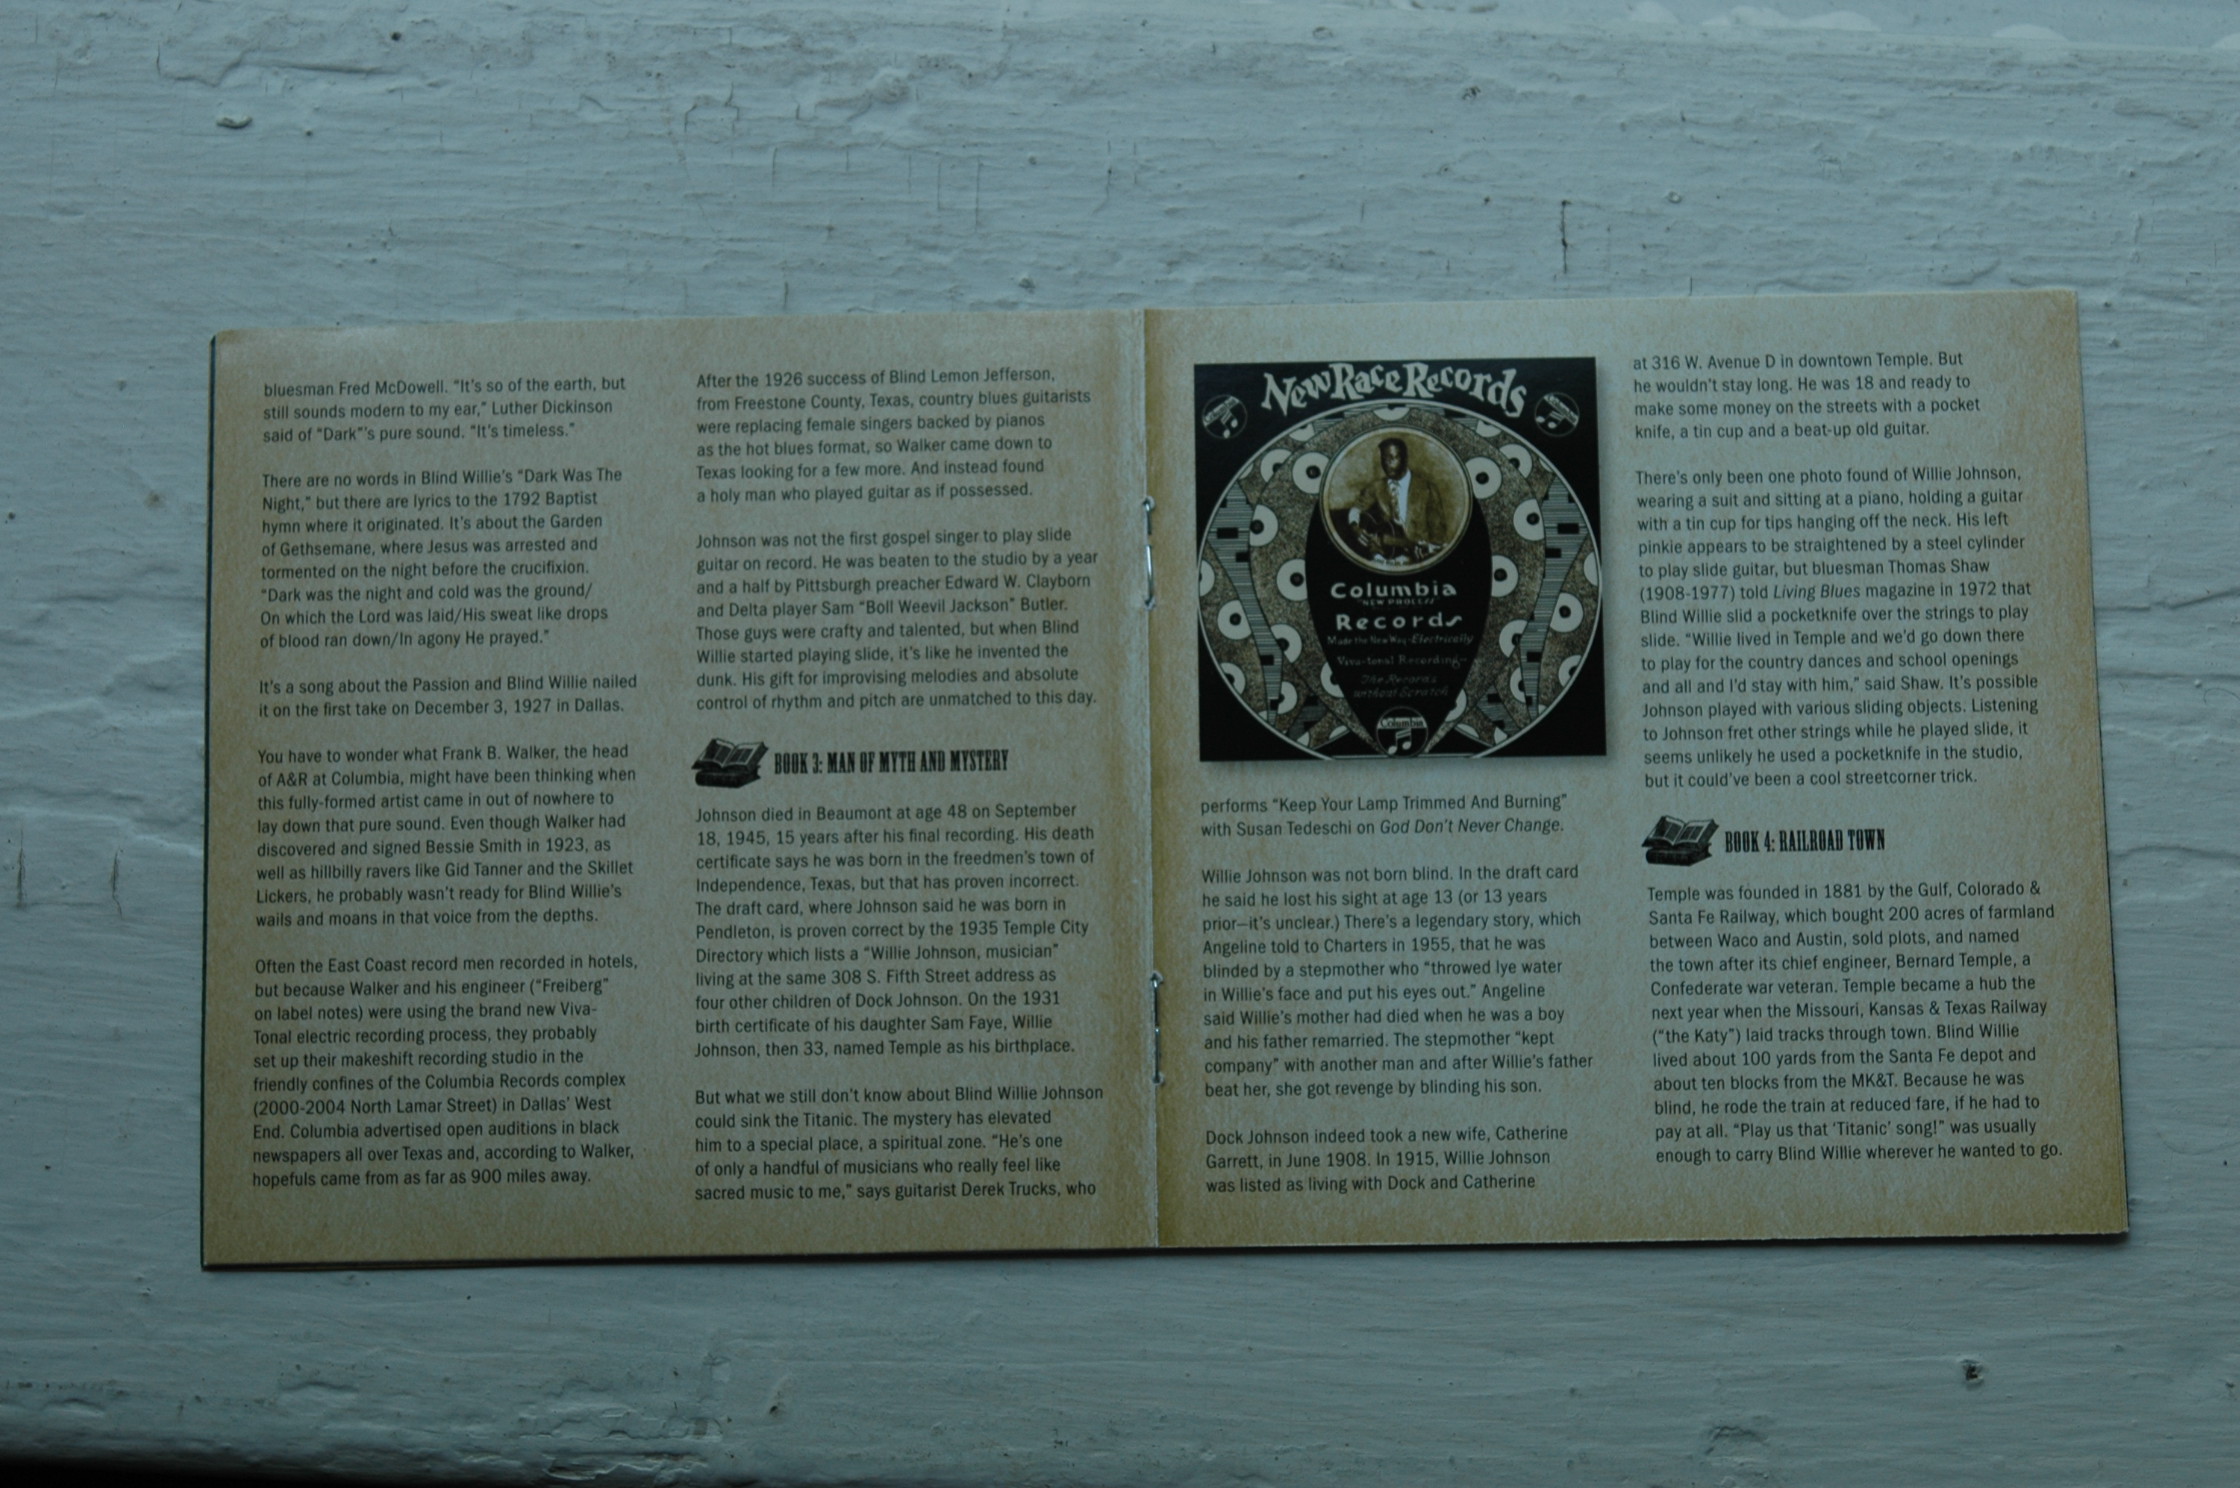 bluesman Fred McDowell. "It's so of the earth, but
still sounds modern to my ear," Luther Dickinson
said of "Dark"'s pure sound. "It's timeless."
There are no words in Blind Willie's "Dark Was The
Night," but there are lyrics to the 1792 Baptist
hymn where it originated. It's about the Garden
of Gethsemane, where Jesus was arrested and
tormented on the night before the crucifixion.
"Dark was the night and cold was the ground/
On which the Lord was laid/His sweat like drops
of blood ran down/In agony He prayed."
It's a song about the Passion and Blind Willie nailed
it on the first take on December 3, 1927 in Dallas.
You have to wonder what Frank B. Walker, the head
of A&R at Columbia, might have been thinking when
this fully-formed artist came in out of nowhere to
lay down that pure sound. Even though Walker had
discovered and signed Bessie Smith in 1923, as
well as hillbilly ravers like Gid Tanner and the Skillet
Lickers, he probably wasn't ready for Blind Willie's
wails and moans in that voice from the depths.
Often the East Coast record men recorded in hotels,
but because Walker and his engineer ("Freiberg"
on label notes) were using the brand new Viva-
Tonal electric recording process, they probably
set up their makeshift recording studio in the
friendly confines of the Columbia Records complex
(2000-2004 North Lamar Street) in Dallas' West
End. Columbia advertised open auditions in black
newspapers all over Texas and, according to Walker,
hopefuls came from as far as 900 miles away.
After the 1926 success of Blind Lemon Jefferson,
from Freestone County, Texas, country blues guitarists
were replacing female singers backed by pianos
as the hot blues format, so Walker came down to
Texas looking for a few more. And instead found
a holy man who played guitar as if possessed.
Johnson was not the first gospel singer to play slide
guitar on record. He was beaten to the studio by a year
and a half by Pittsburgh preacher Edward W. Clayborn
and Delta player Sam "Boll Weevil Jackson" Butler.
Those guys were crafty and talented, but when Blind
Willie started playing slide, it's like he invented the
dunk. His gift for improvising melodies and absolute
control of rhythm and pitch are unmatched to this day.
BOOK 3: MAN OF MYTH AND MYSTERY
Johnson died in Beaumont at age 48 on September
18, 1945, 15 years after his final recording. His death
certificate says he was born in the freedmen's town of
Independence, Texas, but that has proven incorrect.
The draft card, where Johnson said he was born in
Pendleton, is proven correct by the 1935 Temple City
Directory which lists a "Willie Johnson, musician"
living at the same 308 S. Fifth Street address as
four other children of Dock Johnson. On the 1931
birth certificate of his daughter Sam Faye, Willie
Johnson, then 33, named Temple as his birthplace.
But what we still don't know about Blind Willie Johnson
could sink the Titanic. The mystery has elevated
him to a special place, a spiritual zone. "He's one
of only a handful of musicians who really feel like
sacred music to me," says guitarist Derek Trucks, who
New Race Records
Columbia
NEW PROCESS
Records
Made the New Way, Electrically
Viva-tonal Recording
The Records
without Scratch
Columbia
performs "Keep Your Lamp Trimmed And Burning"
with Susan Tedeschi on God Don't Never Change.
Willie Johnson was not born blind. In the draft card
he said he lost his sight at age 13 (or 13 years
prior—it's unclear.) There's a legendary story, which
Angeline told to Charters in 1955, that he was
blinded by a stepmother who "throwed lye water
in Willie's face and put his eyes out." Angeline
said Willie's mother had died when he was a boy
and his father remarried. The stepmother "kept
company" with another man and after Willie's father
beat her, she got revenge by blinding his son.
Dock Johnson indeed took a new wife, Catherine
Garrett, in June 1908. In 1915, Willie Johnson
was listed as living with Dock and Catherine
at 316 W. Avenue D in downtown Temple. But
he wouldn't stay long. He was 18 and ready to
make some money on the streets with a pocket
knife, a tin cup and a beat-up old guitar.
There's only been one photo found of Willie Johnson,
wearing a suit and sitting at a piano, holding a guitar
with a tin cup for tips hanging off the neck. His left
pinkie appears to be straightened by a steel cylinder
to play slide guitar, but bluesman Thomas Shaw
(1908-1977) told Living Blues magazine in 1972 that
Blind Willie slid a pocketknife over the strings to play
slide. "Willie lived in Temple and we'd go down there
to play for the country dances and school openings
and all and I'd stay with him," said Shaw. It's possible
Johnson played with various sliding objects. Listening
to Johnson fret other strings while he played slide, it
seems unlikely he used a pocketknife in the studio,
but it could've been a cool streetcorner trick.
BOOK 4: RAILROAD TOWN
Temple was founded in 1881 by the Gulf, Colorado &
Santa Fe Railway, which bought 200 acres of farmland
between Waco and Austin, sold plots, and named
the town after its chief engineer, Bernard Temple, a
Confederate war veteran. Temple became a hub the
next year when the Missouri, Kansas & Texas Railway
("the Katy") laid tracks through town. Blind Willie
lived about 100 yards from the Santa Fe depot and
about ten blocks from the MK&T. Because he was
blind, he rode the train at reduced fare, if he had to
pay at all. "Play us that 'Titanic' song!" was usually
enough to carry Blind Willie wherever he wanted to go.